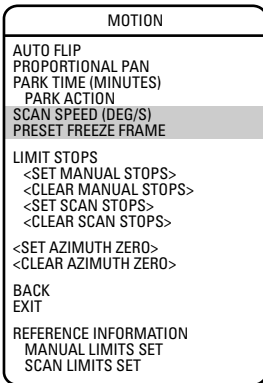 MOTION
AUTO FLIP
PROPORTIONAL PAN
PARK TIME (MINUTES)
PARK ACTION
SCAN SPEED (DEG/S)
PRESET FREEZE FRAME
LIMIT STOPS
<SET MANUAL STOPS>
<CLEAR MANUAL STOPS>
<SET SCAN STOPS>
<CLEAR SCAN STOPS>
<SET AZIMUTH ZERO>
<CLEAR AZIMUTH ZERO>
BACK
EXIT
REFERENCE INFORMATION
MANUAL LIMITS SET
SCAN LIMITS SET